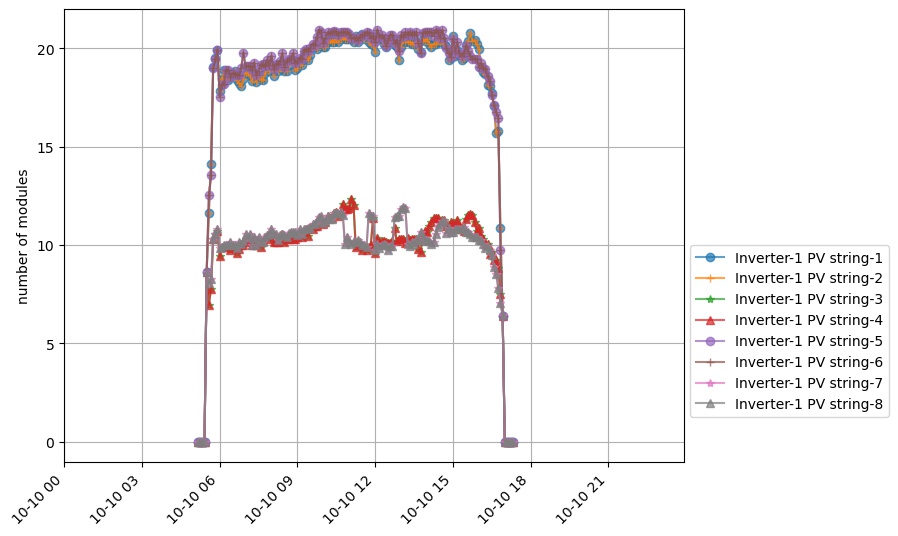 number of modules
20
15
10
5
0
10-10 00
10-10 03
10-10 06
10-10 09
10-10 12
10-10 15
10-10 18
10-10 21
Inverter-1 PV string-1
Inverter-1 PV string-2
Inverter-1 PV string-3
Inverter-1 PV string-4
Inverter-1 PV string-5
Inverter-1 PV string-6
Inverter-1 PV string-7
Inverter-1 PV string-8